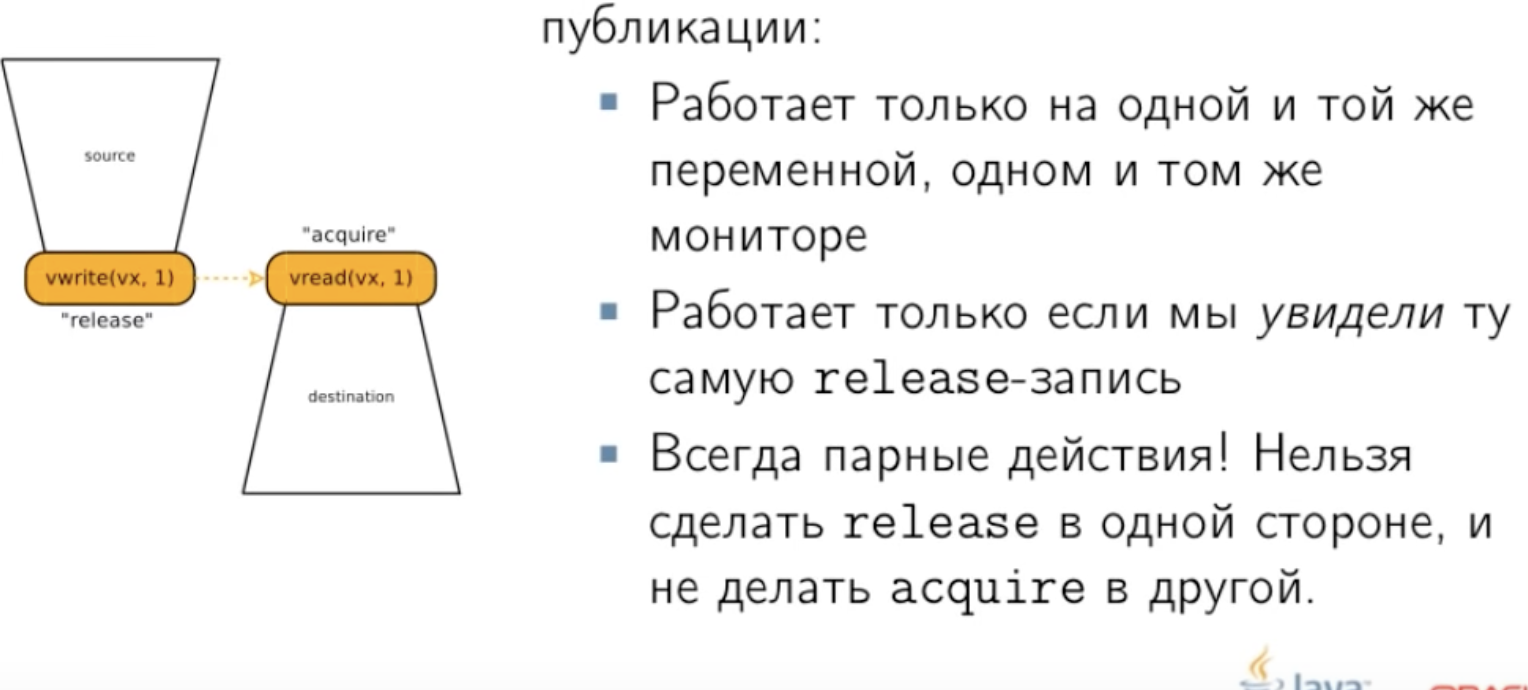 публикации:
Работает только на одной и той же
переменной, одном и том же
мониторе
Работает только если мы увидели ту
самую release-запись
Всегда парные действия! Нельзя
сделать release в одной стороне, и
не делать acquire в другой.
source
"acquire"
vwrite(vx, 1)
vread(vx, 1)
"release"
destination
Java